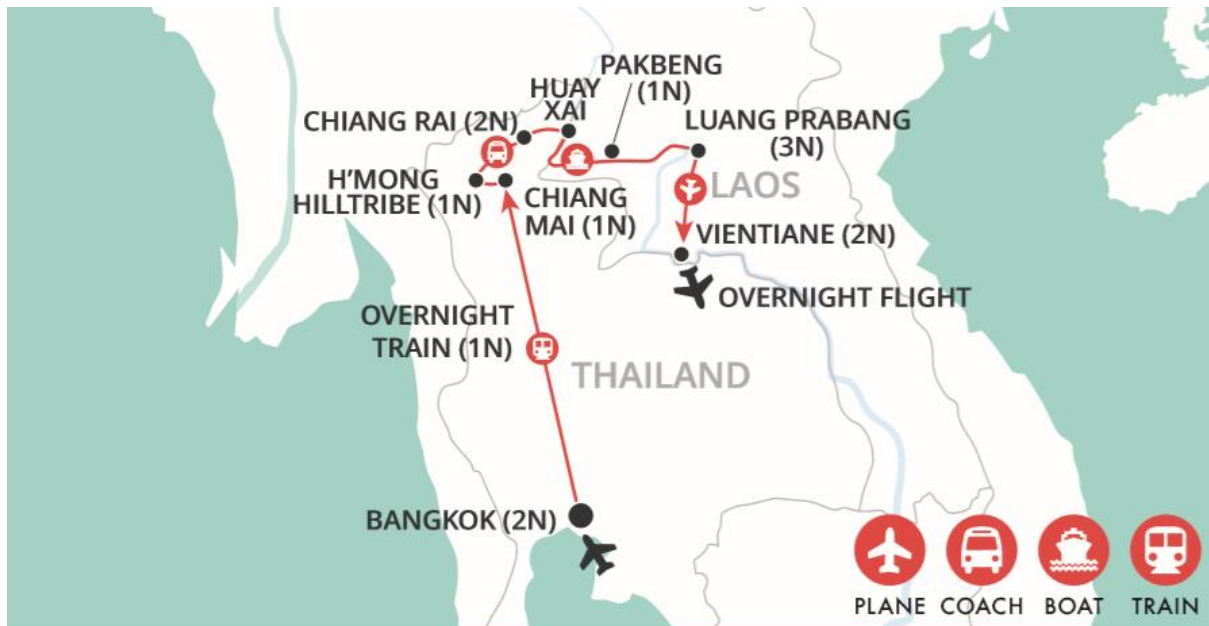 PAKBENG
(1N)
HUAY
XAI
CHIANG RAI (2N)
LUANG PRABANG
(3N)
LAOS
H'MONG
HILLTRIBE (1N)
CHIANG
MAI (1N)
VIENTIANE (2N)
OVERNIGHT FLIGHT
OVERNIGHT
TRAIN (1N)
THAILAND
BANGKOK (2N)
PLANE COACH BOAT TRAIN